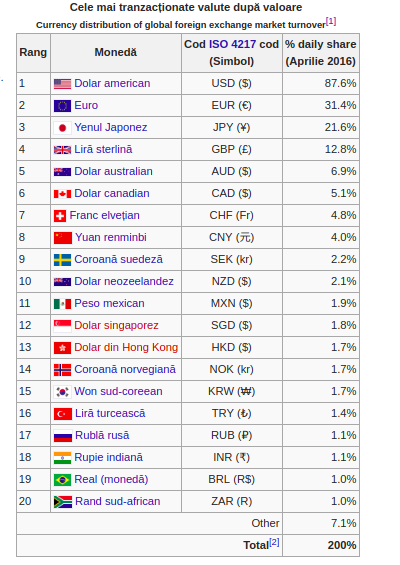 Cele mai tranzacționate valute după valoare
Currency distribution of global foreign exchange market turnover[1]
Rang Monedă Cod ISO 4217 cod (Simbol) % daily share (Aprilie 2016)
1 Dolar american USD ($) 87.6%
2 Euro EUR (€) 31.4%
3 Yenul Japonez JPY (¥) 21.6%
4 Liră sterlină GBP (£) 12.8%
5 Dolar australian AUD ($) 6.9%
6 Dolar canadian CAD ($) 5.1%
7 Franc elvețian CHF (Fr) 4.8%
8 Yuan renminbi CNY (元) 4.0%
9 Coroană suedeză SEK (kr) 2.2%
10 Dolar neozeelandez NZD ($) 2.1%
11 Peso mexican MXN ($) 1.9%
12 Dolar singaporez SGD ($) 1.8%
13 Dolar din Hong Kong HKD ($) 1.7%
14 Coroană norvegiană NOK (kr) 1.7%
15 Won sud-coreean KRW (₩) 1.7%
16 Liră turcească TRY (₺) 1.4%
17 Rublă rusă RUB (₽) 1.1%
18 Rupie indiană INR (₹) 1.1%
19 Real (monedă) BRL (R$) 1.0%
20 Rand sud-african ZAR (R) 1.0%
Other 7.1%
Total[2] 200%